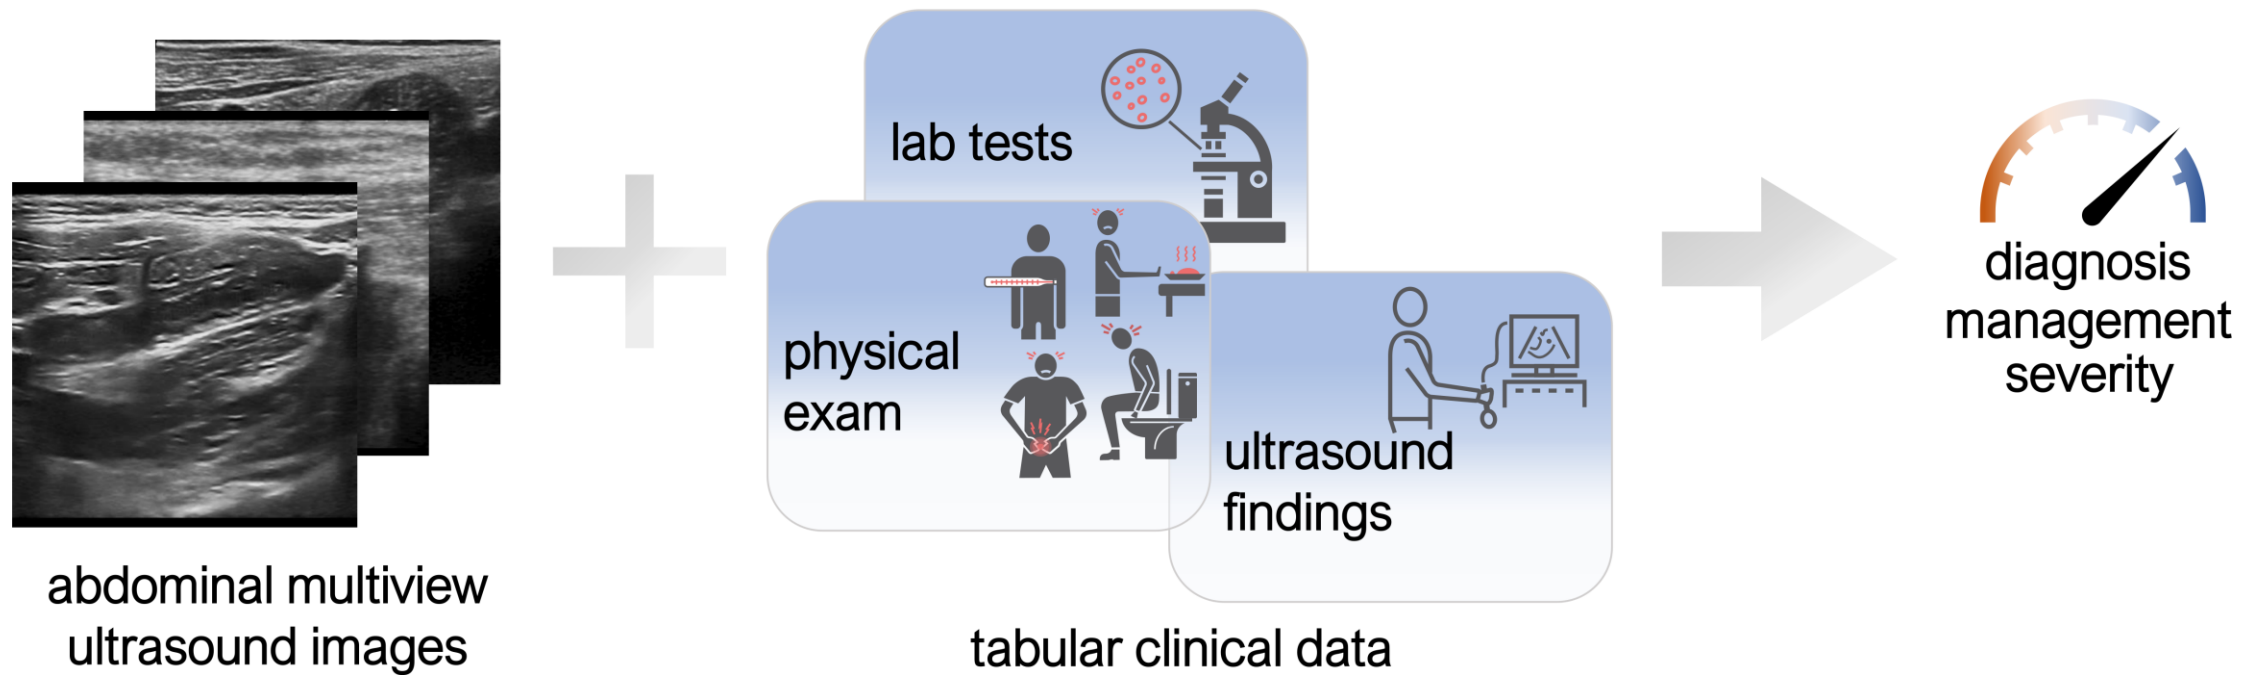 abdominal multiview
ultrasound images
lab tests
physical
exam
ultrasound
findings
tabular clinical data
diagnosis
management
severity